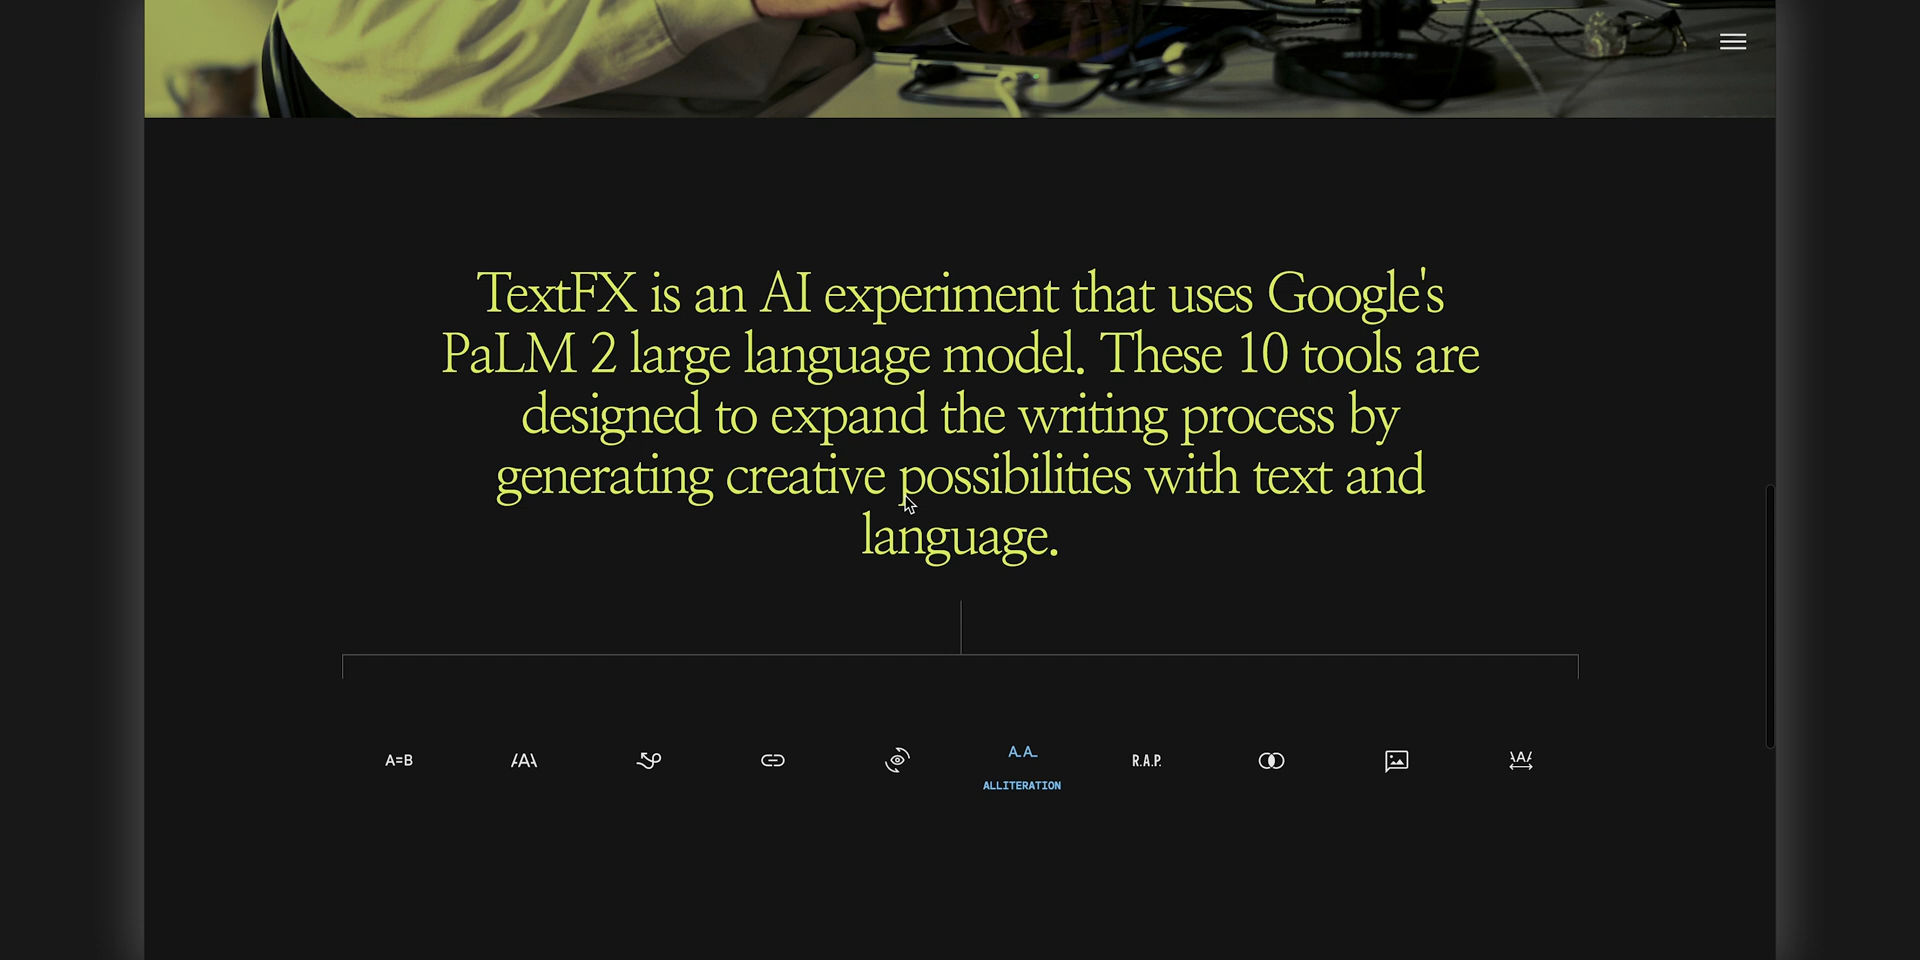 TextFX is an AI experiment that uses Google's
PaLM 2 large language model. These 10 tools are
designed to expand the writing process by
generating creative possibilities with text and
language.
A=B
R.A.P.
A_A_
ALLITERATION